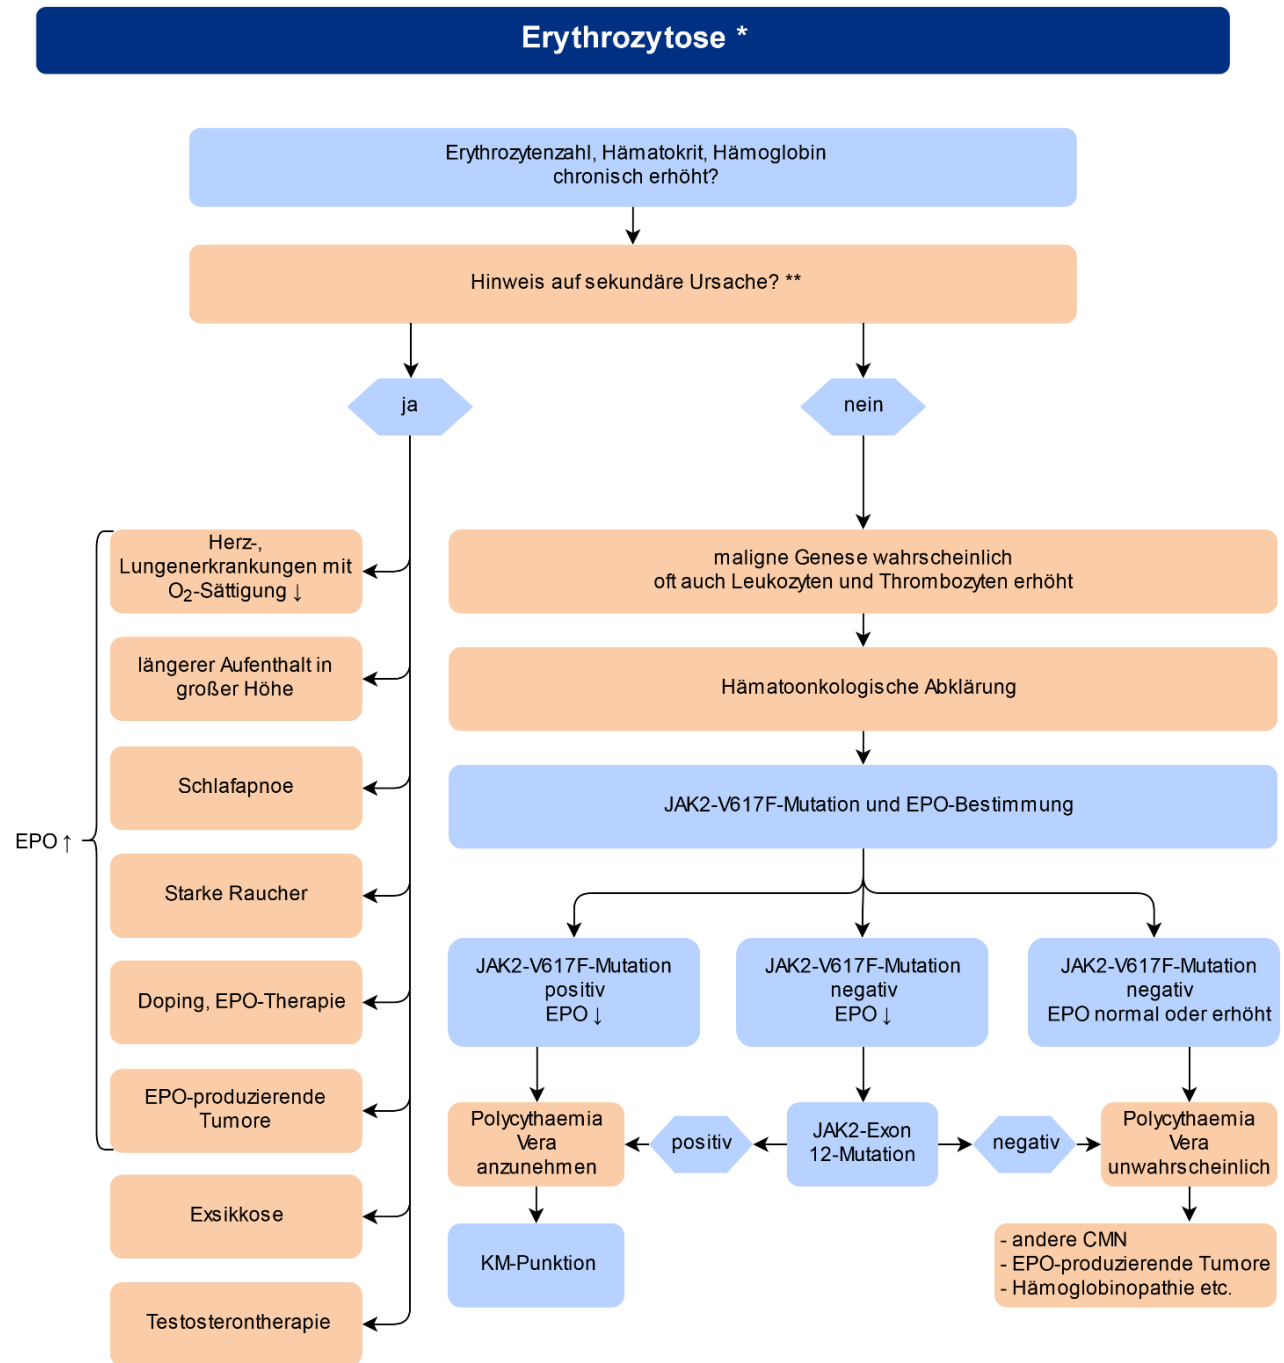 Erythrozytose *
Erythrozytenzahl, Hämatokrit, Hämoglobin
chronisch erhöht?
Hinweis auf sekundäre Ursache? **
ja
nein
Herz-,
Lungenerkrankungen mit
O₂-Sättigung ↓
längerer Aufenthalt in
großer Höhe
Schlafapnoe
EPO ↑
Starke Raucher
Doping, EPO-Therapie
EPO-produzierende
Tumore
Exsikkose
Testosterontherapie
maligne Genese wahrscheinlich
oft auch Leukozyten und Thrombozyten erhöht
Hämatoonkologische Abklärung
JAK2-V617F-Mutation und EPO-Bestimmung
JAK2-V617F-Mutation
positiv
EPO ↓
JAK2-V617F-Mutation
negativ
EPO ↓
JAK2-V617F-Mutation
negativ
EPO normal oder erhöht
Polycythaemia
Vera
anzunehmen
positiv
JAK2-Exon
12-Mutation
negativ
Polycythaemia
Vera
unwahrscheinlich
KM-Punktion
- andere CMN
- EPO-produzierende Tumore
- Hämoglobinopathie etc.